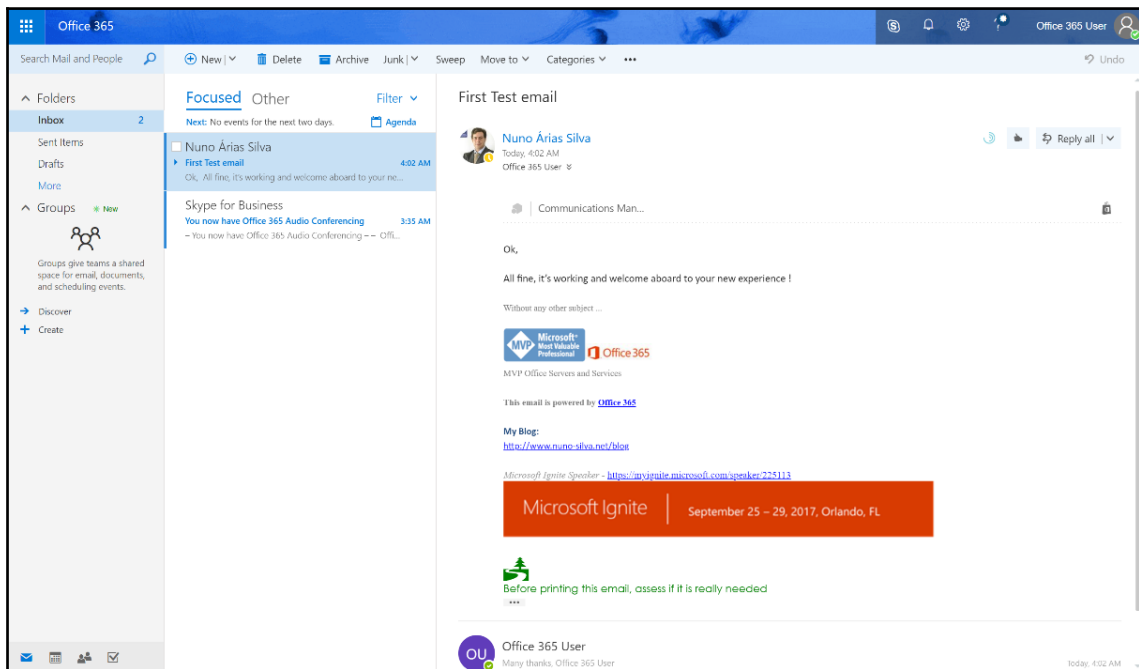 Office 365
Office 365 User
Search Mail and People
New
Delete
Archive
Junk
Sweep
Move to
Categories
Undo
Folders
Inbox 2
Sent Items
Drafts
More
Groups New
Groups give teams a shared
space for email, documents,
and scheduling events.
Discover
Create
Focused Other Filter
Next: No events for the next two days. Agenda
Nuno Árias Silva
First Test email 4:02 AM
Ok, All fine, it's working and welcome aboard to your ne...
Skype for Business
You now have Office 365 Audio Conferencing 3:35 AM
– You now have Office 365 Audio Conferencing – – Offi...
First Test email
Nuno Árias Silva
Today, 4:02 AM
Office 365 User
Reply all
Communications Man...
Ok,
All fine, it's working and welcome aboard to your new experience !
Without any other subject ...
MVP
Microsoft®
Most Valuable
Professional
Office 365
MVP Office Servers and Services
This email is powered by Office 365
My Blog:
http://www.nuno-silva.net/blog
Microsoft Ignite Speaker - https://myignite.microsoft.com/speaker/225113
Microsoft Ignite September 25 – 29, 2017, Orlando, FL
Before printing this email, assess if it is really needed
OU
Office 365 User
Many thanks, Office 365 User
Today, 4:02 AM